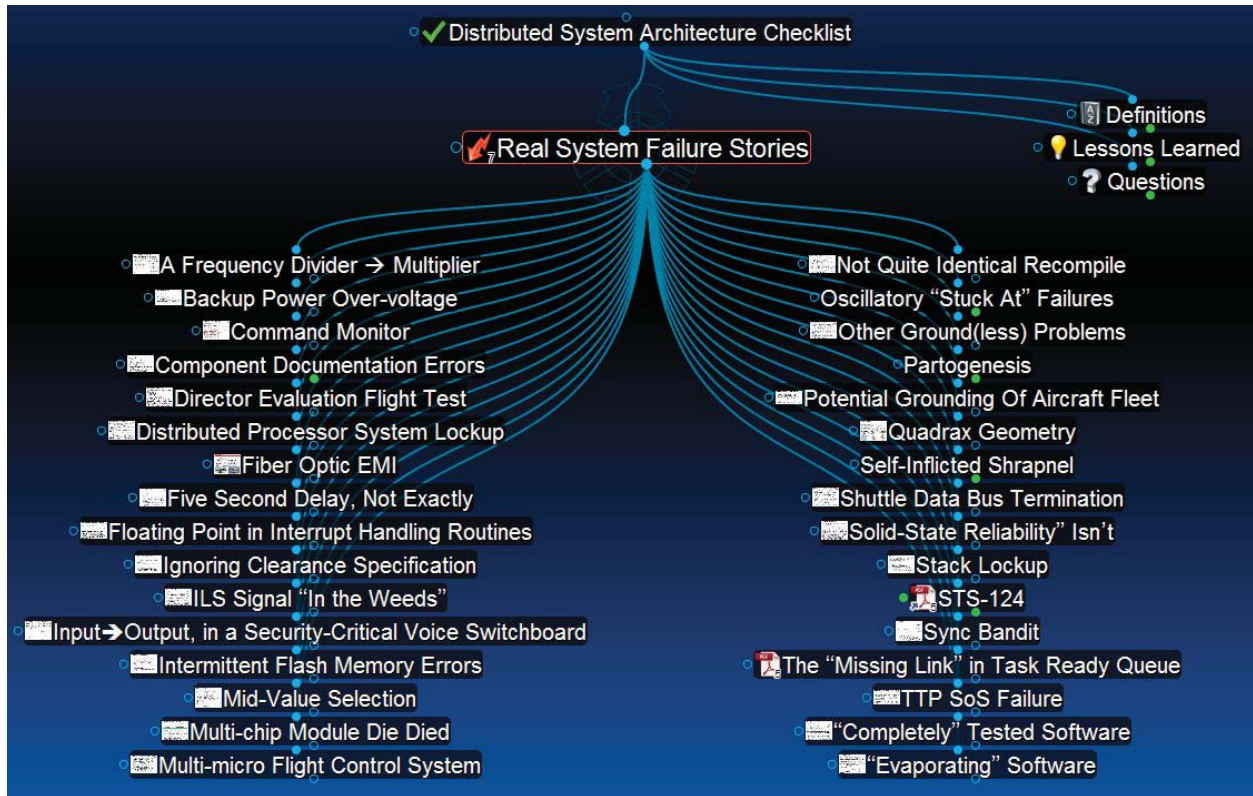 Distributed System Architecture Checklist
Definitions
Real System Failure Stories
Lessons Learned
Questions
A Frequency Divider → Multiplier
Backup Power Over-voltage
Command Monitor
Component Documentation Errors
Director Evaluation Flight Test
Distributed Processor System Lockup
Fiber Optic EMI
Five Second Delay, Not Exactly
Floating Point in Interrupt Handling Routines
Ignoring Clearance Specification
ILS Signal “In the Weeds”
Input➔Output, in a Security-Critical Voice Switchboard
Intermittent Flash Memory Errors
Mid-Value Selection
Multi-chip Module Die Died
Multi-micro Flight Control System
Not Quite Identical Recompile
Oscillatory “Stuck At” Failures
Other Ground(less) Problems
Partogenesis
Potential Grounding Of Aircraft Fleet
Quadrax Geometry
Self-Inflicted Shrapnel
Shuttle Data Bus Termination
Solid-State Reliability” Isn’t
Stack Lockup
STS-124
Sync Bandit
The “Missing Link” in Task Ready Queue
TTP SoS Failure
“Completely” Tested Software
“Evaporating” Software